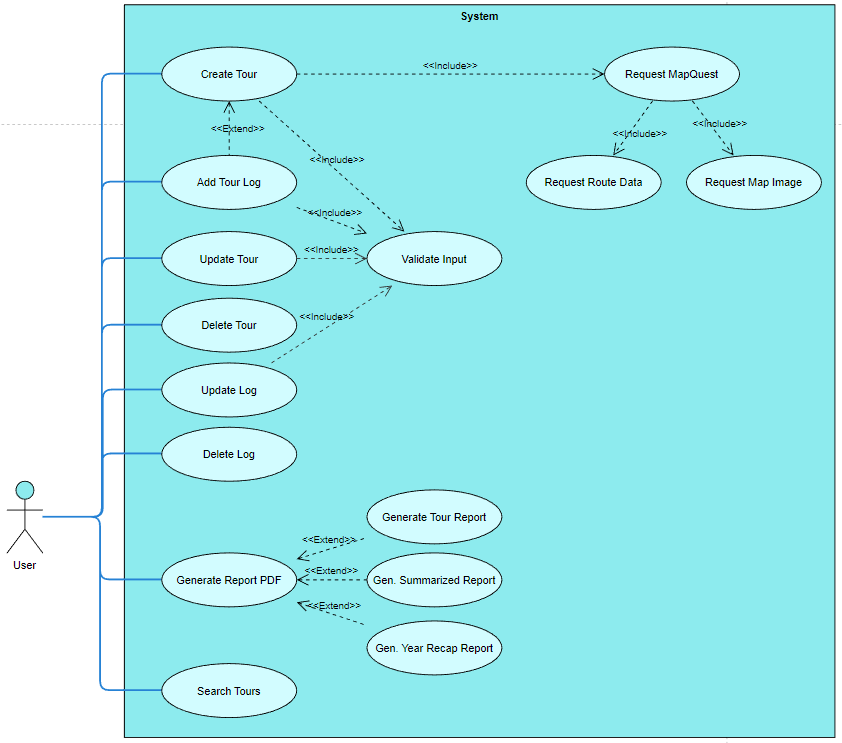 System
Create Tour
<<Include>>
Request MapQuest
<<Extend>>
<<Include>>
<<Include>>
<<Include>>
Add Tour Log
Request Route Data
Request Map Image
<<Include>>
Update Tour
<<Include>>
Validate Input
Delete Tour
<<Include>>
Update Log
Delete Log
Generate Tour Report
<<Extend>>
Generate Report PDF
<<Extend>>
Gen. Summarized Report
<<Extend>>
Gen. Year Recap Report
Search Tours
User